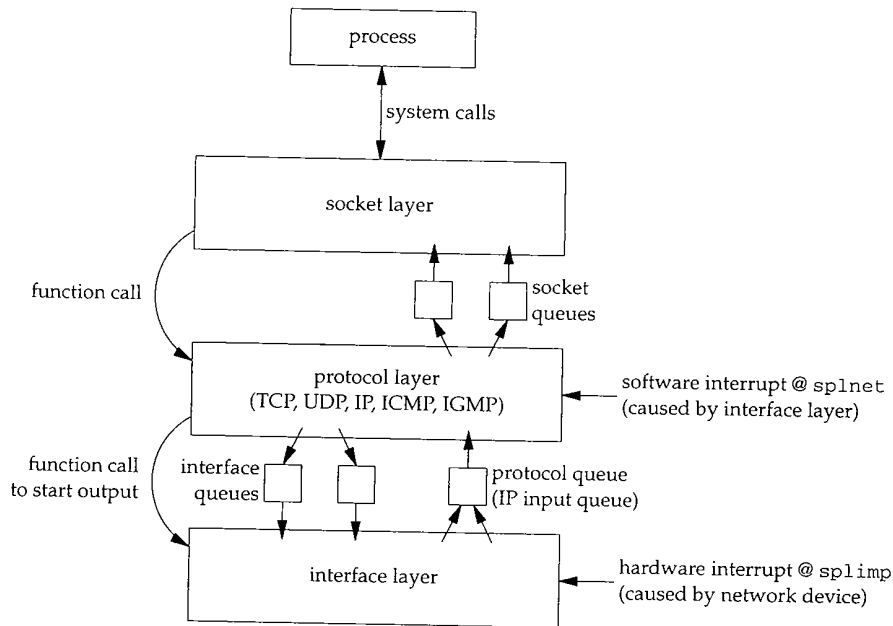 process
system calls
socket layer
function call
socket
queues
protocol layer
(TCP, UDP, IP, ICMP, IGMP)
software interrupt @ splnet
(caused by interface layer)
function call
to start output
interface
queues
protocol queue
(IP input queue)
interface layer
hardware interrupt @ splimp
(caused by network device)